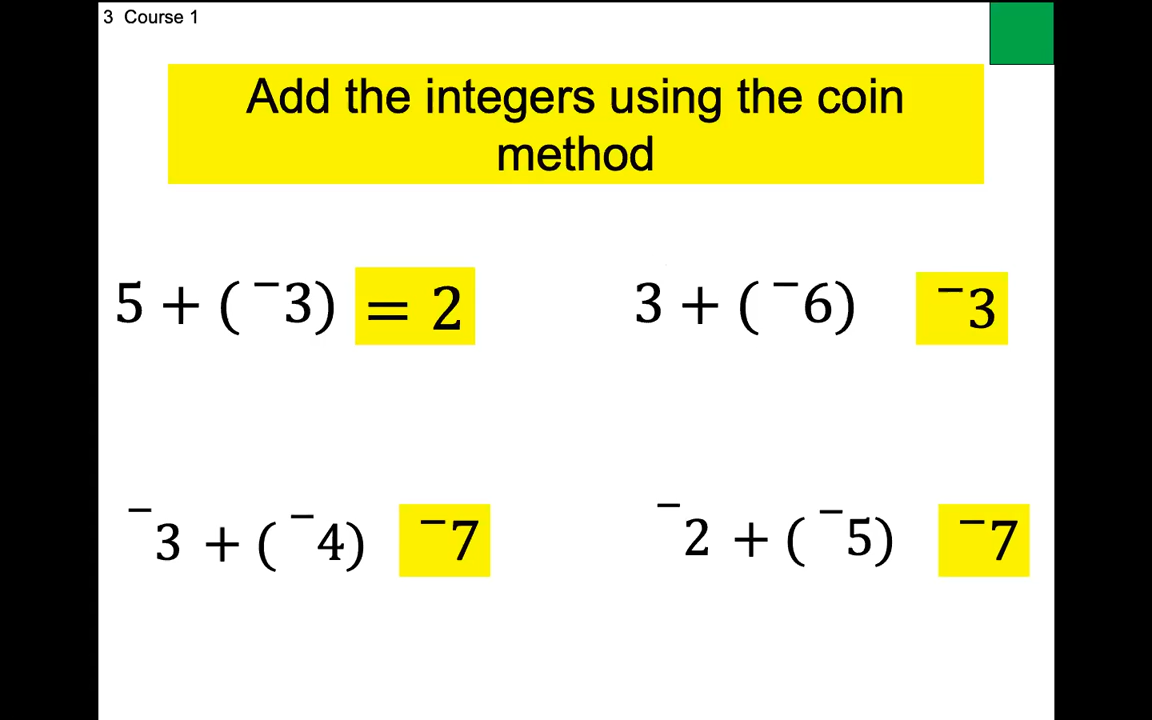 3 Course 1
Add the integers using the coin
method
5 + (⁻3) = 2
3 + (⁻6) ⁻3
⁻3 + (⁻4) ⁻7
⁻2 + (⁻5) ⁻7